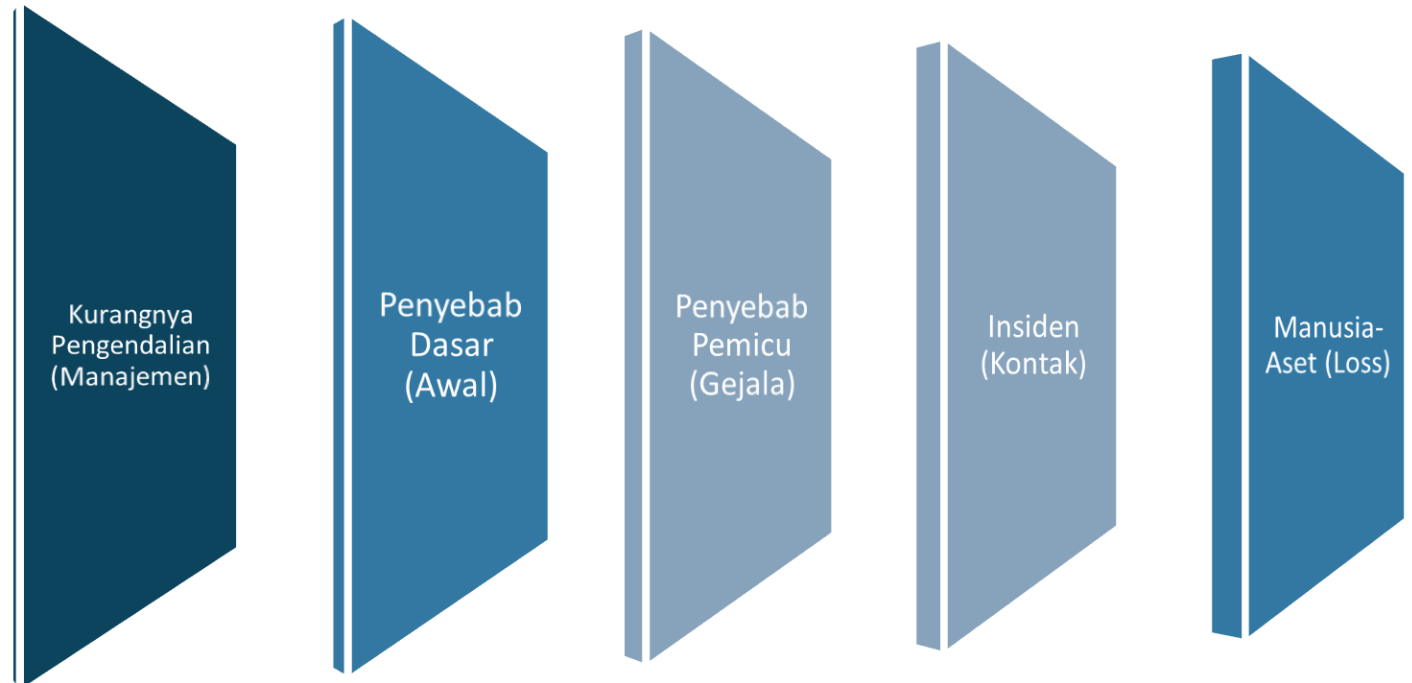 Kurangnya
Pengendalian
(Manajemen)
Penyebab
Dasar
(Awal)
Penyebab
Pemicu
(Gejala)
Insiden
(Kontak)
Manusia-
Aset (Loss)